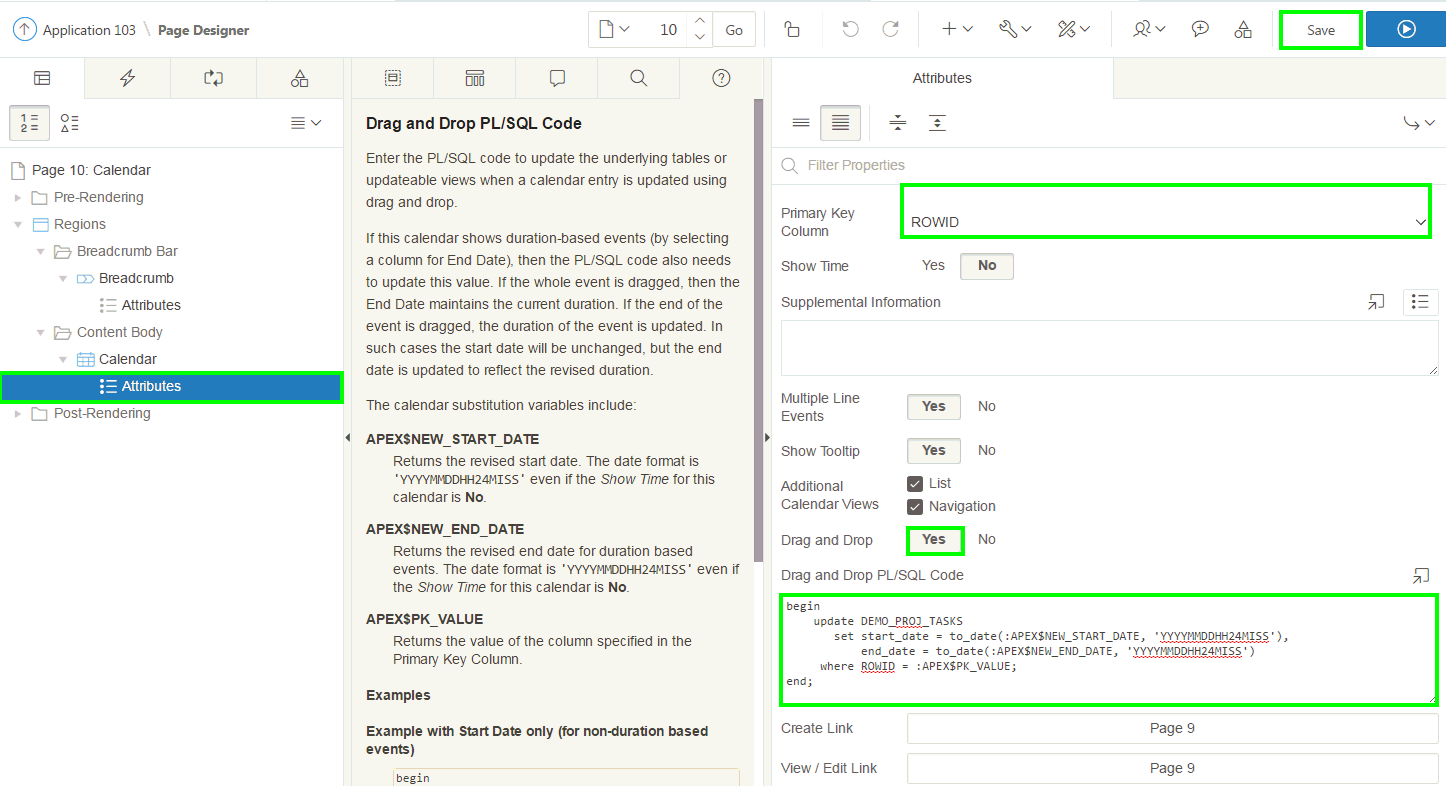 Application 103 \ Page Designer
10
Go
Save
Page 10: Calendar
Pre-Rendering
Regions
Breadcrumb Bar
Breadcrumb
Attributes
Content Body
Calendar
Attributes
Post-Rendering
Drag and Drop PL/SQL Code
Enter the PL/SQL code to update the underlying tables or
updateable views when a calendar entry is updated using
drag and drop.
If this calendar shows duration-based events (by selecting
a column for End Date), then the PL/SQL code also needs
to update this value. If the whole event is dragged, then the
End Date maintains the current duration. If the end of the
event is dragged, the duration of the event is updated. In
such cases the start date will be unchanged, but the end
date is updated to reflect the revised duration.
The calendar substitution variables include:
APEX$NEW_START_DATE
Returns the revised start date. The date format is
'YYYYMMDDHH24MISS' even if the Show Time for this
calendar is No.
APEX$NEW_END_DATE
Returns the revised end date for duration based
events. The date format is 'YYYYMMDDHH24MISS' even if
the Show Time for this calendar is No.
APEX$PK_VALUE
Returns the value of the column specified in the
Primary Key Column.
Examples
Example with Start Date only (for non-duration based
events)
begin
Attributes
Filter Properties
Primary Key
Column
ROWID
Show Time Yes No
Supplemental Information
Multiple Line
Events
Yes No
Show Tooltip Yes No
Additional
Calendar Views
List
Navigation
Drag and Drop Yes No
Drag and Drop PL/SQL Code
begin
update DEMO_PROJ_TASKS
set start_date = to_date(:APEX$NEW_START_DATE, 'YYYYMMDDHH24MISS'),
end_date = to_date(:APEX$NEW_END_DATE, 'YYYYMMDDHH24MISS')
where ROWID = :APEX$PK_VALUE;
end;
Create Link Page 9
View / Edit Link Page 9